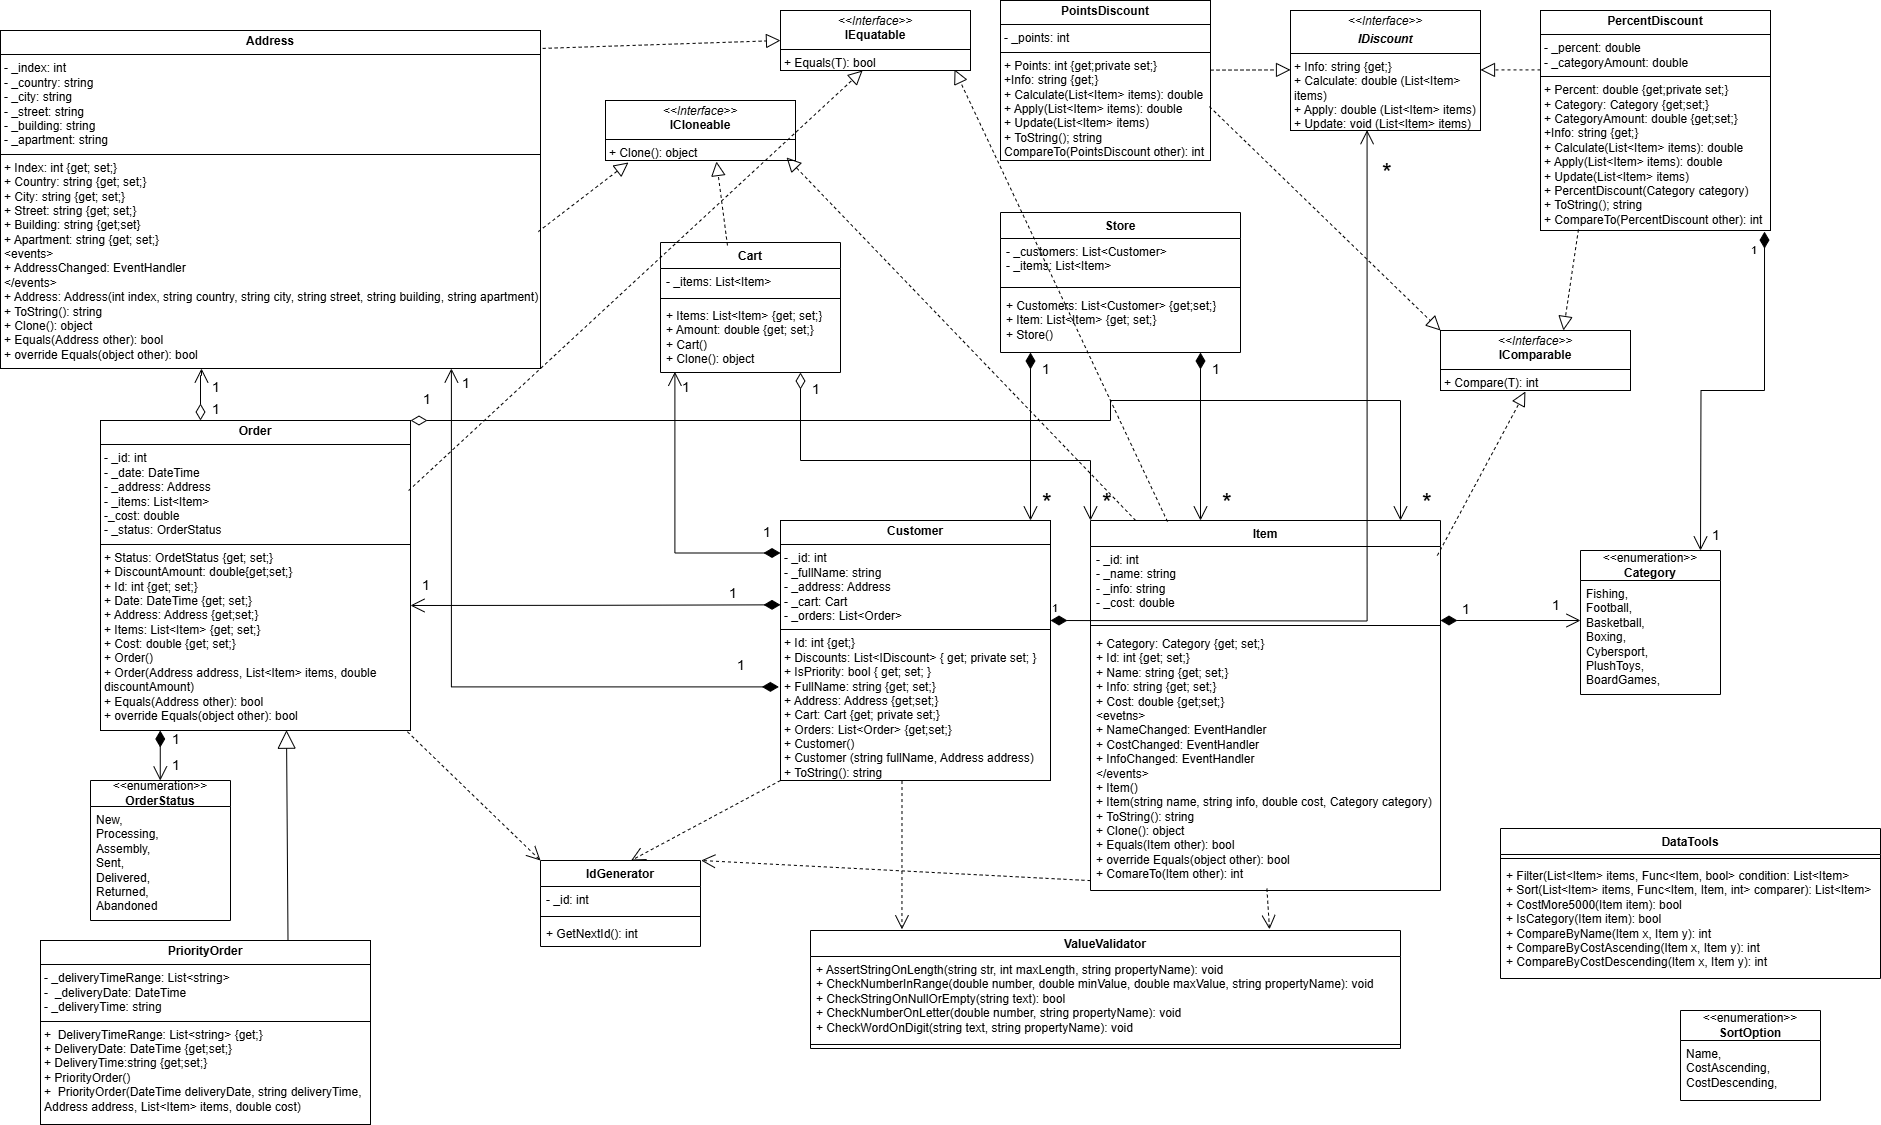 Address
- _index: int
- _country: string
- _city: string
- _street: string
- _building: string
- _apartment: string
+ Index: int {get; set;}
+ Country: string {get; set;}
+ City: string {get; set;}
+ Street: string {get; set;}
+ Building: string {get;set}
+ Apartment: string {get; set;}
<events>
+ AddressChanged: EventHandler
</events>
+ Address: Address(int index, string country, string city, string street, string building, string apartment)
+ ToString(): string
+ Clone(): object
+ Equals(Address other): bool
+ override Equals(object other): bool
<<Interface>>
IEquatable
+ Equals(T): bool
<<Interface>>
ICloneable
+ Clone(): object
PointsDiscount
- _points: int
+ Points: int {get;private set;}
+Info: string {get;}
+ Calculate(List<Item> items): double
+ Apply(List<Item> items): double
+ Update(List<Item> items)
+ ToString(); string
CompareTo(PointsDiscount other): int
<<Interface>>
IDiscount
+ Info: string {get;}
+ Calculate: double (List<Item>
items)
+ Apply: double (List<Item> items)
+ Update: void (List<Item> items)
*
PercentDiscount
- _percent: double
- _categoryAmount: double
+ Percent: double {get;private set;}
+ Category: Category {get;set;}
+ CategoryAmount: double {get;set;}
+Info: string {get;}
+ Calculate(List<Item> items): double
+ Apply(List<Item> items): double
+ Update(List<Item> items)
+ PercentDiscount(Category category)
+ ToString(); string
+ CompareTo(PercentDiscount other): int
1
Cart
- _items: List<Item>
+ Items: List<Item> {get; set;}
+ Amount: double {get; set;}
+ Cart()
+ Clone(): object
1
1
Store
- _customers: List<Customer>
- _items: List<Item>
+ Customers: List<Customer> {get;set;}
+ Item: List<Item> {get; set;}
+ Store()
1
1
<<Interface>>
IComparable
+ Compare(T): int
1
1
1
1
Order
- _id: int
- _date: DateTime
- _address: Address
- _items: List<Item>
-_cost: double
- _status: OrderStatus
+ Status: OrdetStatus {get; set;}
+ DiscountAmount: double{get;set;}
+ Id: int {get; set;}
+ Date: DateTime {get; set;}
+ Address: Address {get;set;}
+ Items: List<Item> {get; set;}
+ Cost: double {get; set;}
+ Order()
+ Order(Address address, List<Item> items, double
discountAmount)
+ Equals(Address other): bool
+ override Equals(object other): bool
1
1
1
1
1
1
*
*
*
*
Customer
- _id: int
- _fullName: string
- _address: Address
- _cart: Cart
- _orders: List<Order>
+ Id: int {get;}
+ Discounts: List<IDiscount> { get; private set; }
+ IsPriority: bool { get; set; }
+ FullName: string {get; set;}
+ Address: Address {get;set;}
+ Cart: Cart {get; private set;}
+ Orders: List<Order> {get;set;}
+ Customer()
+ Customer (string fullName, Address address)
+ ToString(): string
1
Item
- _id: int
- _name: string
- _info: string
- _cost: double
+ Category: Category {get; set;}
+ Id: int {get; set;}
+ Name: string {get; set;}
+ Info: string {get; set;}
+ Cost: double {get;set;}
<evetns>
+ NameChanged: EventHandler
+ CostChanged: EventHandler
+ InfoChanged: EventHandler
</events>
+ Item()
+ Item(string name, string info, double cost, Category category)
+ ToString(): string
+ Clone(): object
+ Equals(Item other): bool
+ override Equals(object other): bool
+ ComareTo(Item other): int
1
1
1
<<enumeration>>
Category
Fishing,
Football,
Basketball,
Boxing,
Cybersport,
PlushToys,
BoardGames,
<<enumeration>>
OrderStatus
New,
Processing,
Assembly,
Sent,
Delivered,
Returned,
Abandoned
IdGenerator
- _id: int
+ GetNextId(): int
PriorityOrder
- _deliveryTimeRange: List<string>
- _deliveryDate: DateTime
- _deliveryTime: string
+ DeliveryTimeRange: List<string> {get;}
+ DeliveryDate: DateTime {get;set;}
+ DeliveryTime:string {get;set;}
+ PriorityOrder()
+ PriorityOrder(DateTime deliveryDate, string deliveryTime,
Address address, List<Item> items, double cost)
ValueValidator
+ AssertStringOnLength(string str, int maxLength, string propertyName): void
+ CheckNumberInRange(double number, double minValue, double maxValue, string propertyName): void
+ CheckStringOnNullOrEmpty(string text): bool
+ CheckNumberOnLetter(double number, string propertyName): void
+ CheckWordOnDigit(string text, string propertyName): void
DataTools
+ Filter(List<Item> items, Func<Item, bool> condition: List<Item>
+ Sort(List<Item> items, Func<Item, Item, int> comparer): List<Item>
+ CostMore5000(Item item): bool
+ IsCategory(Item item): bool
+ CompareByName(Item x, Item y): int
+ CompareByCostAscending(Item x, Item y): int
+ CompareByCostDescending(Item x, Item y): int
<<enumeration>>
SortOption
Name,
CostAscending,
CostDescending,